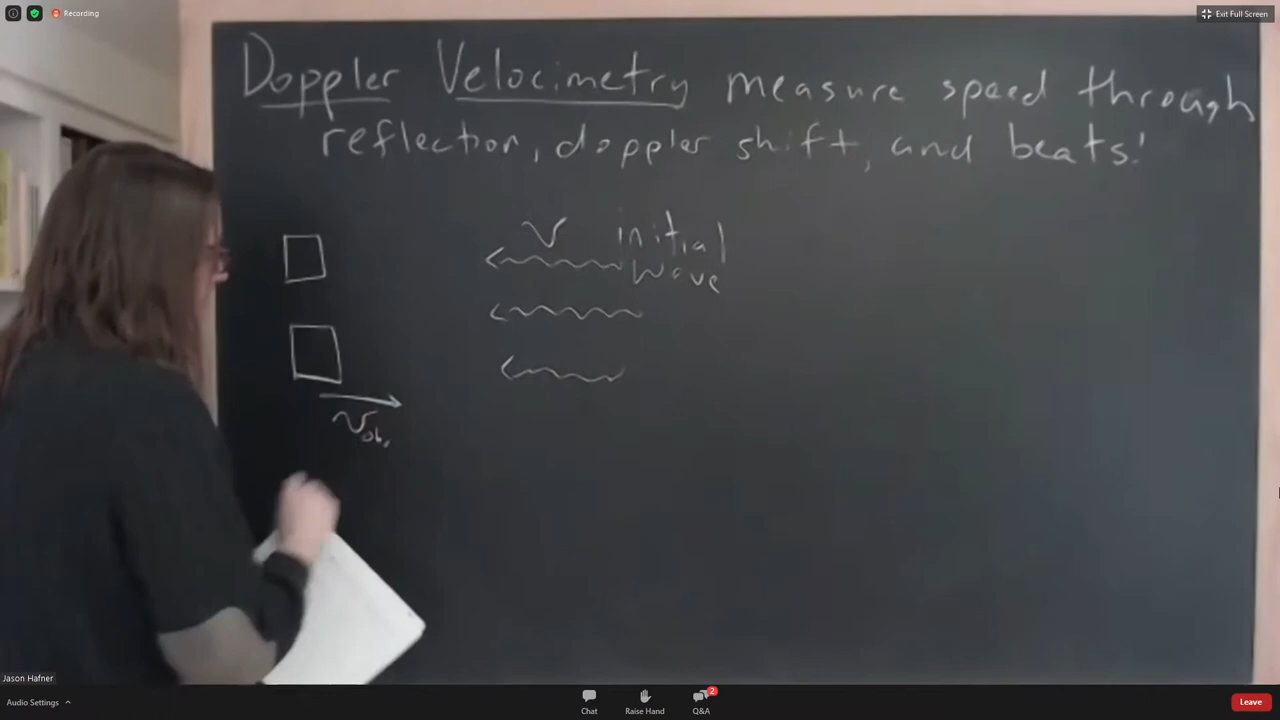 Recording
Exit Full Screen
Doppler Velocimetry measure speed through
reflection, doppler shift, and beats!
v initial
wave
v ob.
Jason Hafner
Audio Settings
Chat
Raise Hand
2
Q&A
Leave